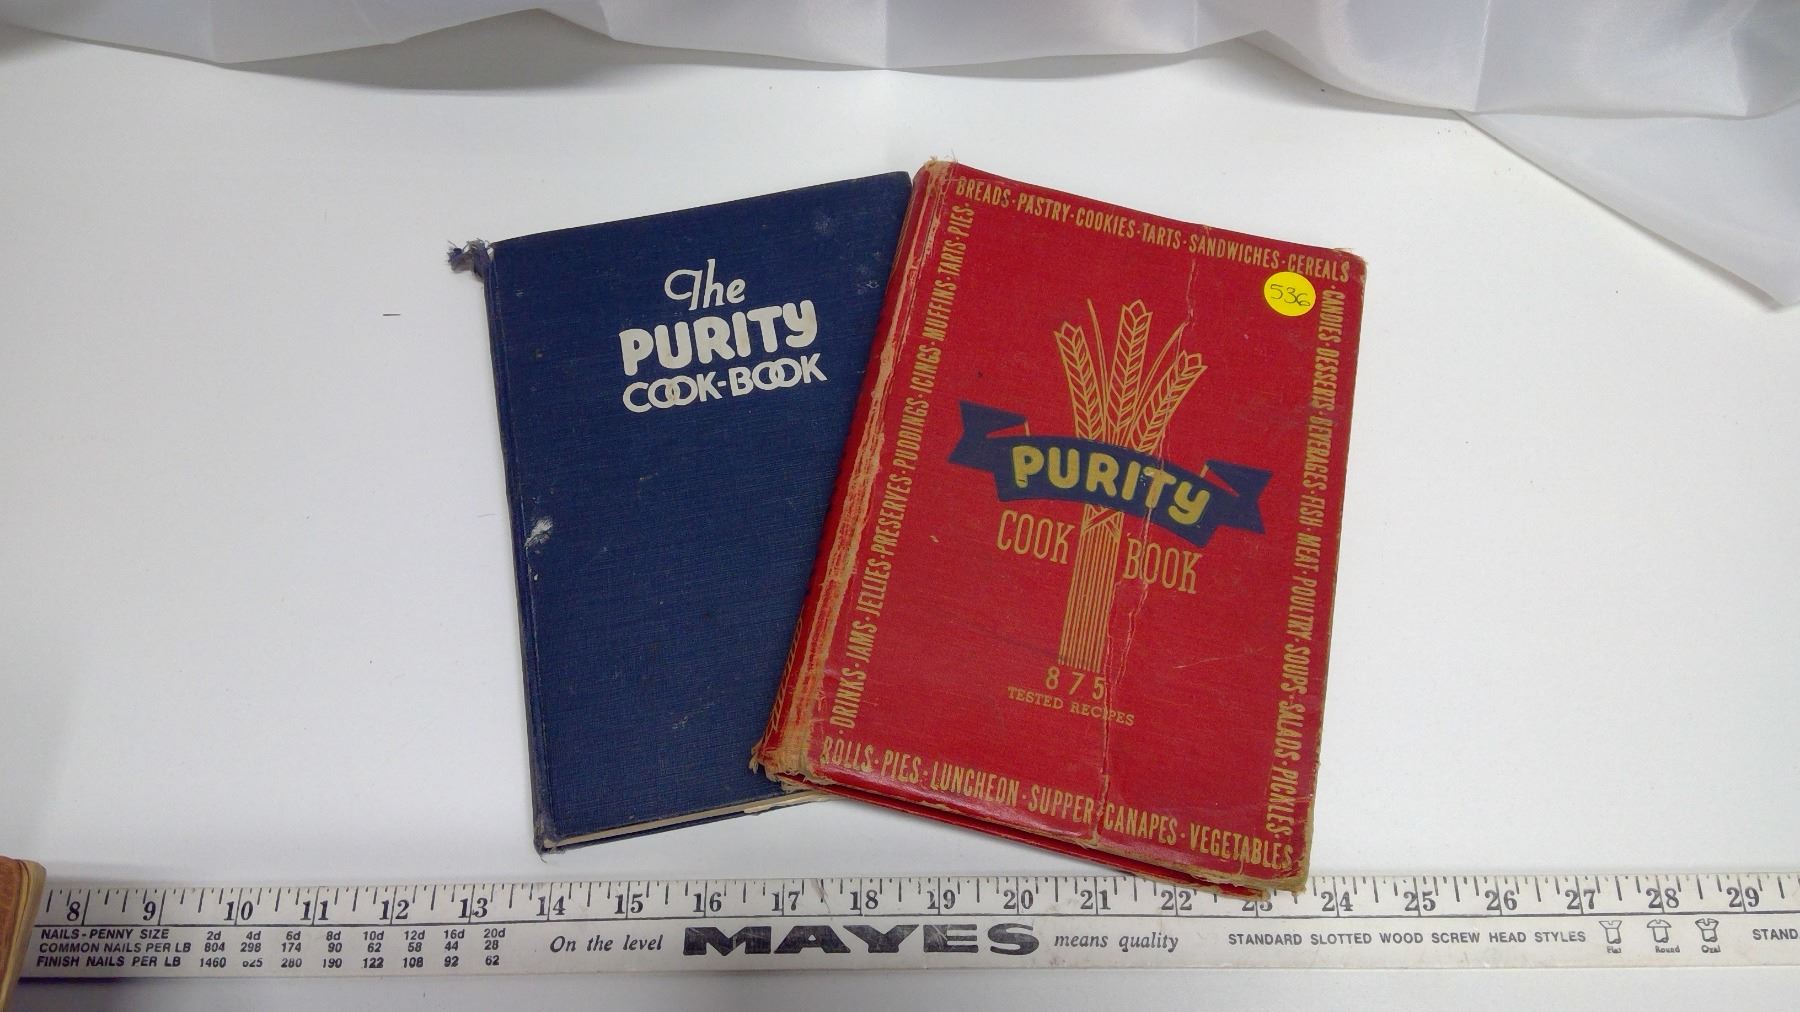 The
PURITY
COOK-BOOK
BREADS·PASTRY·COOKIES·TARTS·SANDWICHES·CEREALS
·CANDIES·DESSERTS·BEVERAGES·FISH·MEAT·POULTRY·SOUPS·SALADS·PICKLES·
·DRINKS·JAMS·JELLIES·PRESERVES·PUDDINGS·ICINGS·MUFFINS·TARTS·PIES·
536
PURITY
COOK BOOK
875
TESTED RECIPES
ROLLS·PIES·LUNCHEON·SUPPER·CANAPES·VEGETABLES
8 9 10 11 12 13 14 15 16 17 18 19 20 21 22 23 24 25 26 27 28 29
NAILS-PENNY SIZE 2d 4d 6d 8d 10d 12d 16d 20d
COMMON NAILS PER LB 804 298 174 90 62 58 44 28
FINISH NAILS PER LB 1460 625 280 190 122 108 92 62
On the level MAYES means quality
STANDARD SLOTTED WOOD SCREW HEAD STYLES
Flat Round Oval
STAND